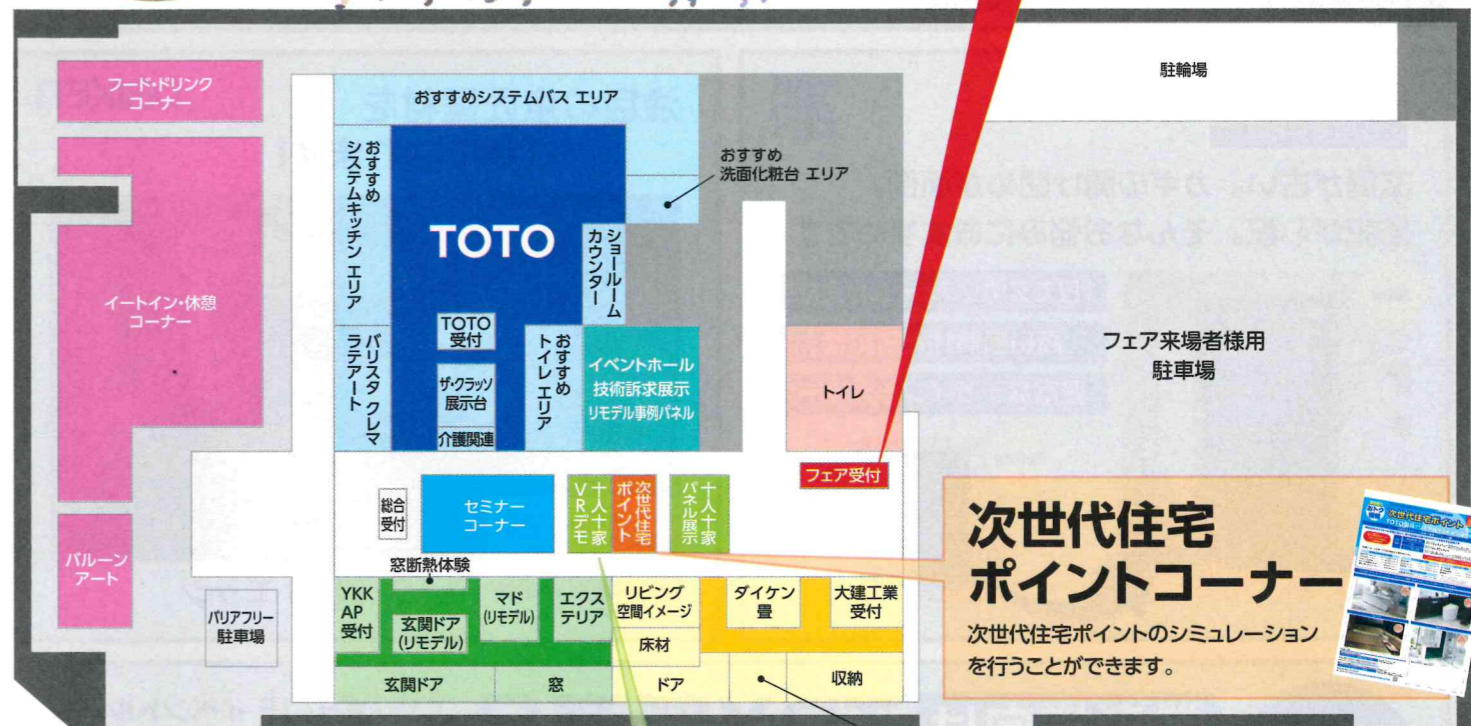 フード・ドリンク
コーナー
イートイン・休憩
コーナー
バルーン
アート
おすすめシステムバス エリア
おすすめ
システムキッチン エリア
TOTO
おすすめ
洗面化粧台 エリア
ショールーム
カウンター
駐輪場
フェア来場者様用
駐車場
バリスタ クレマ
ラテアート
TOTO
受付
ザ・クラッソ
展示台
介護関連
おすすめ
トイレ エリア
イベントホール
技術訴求展示
リモデル事例パネル
トイレ
フェア受付
総合
受付
セミナー
コーナー
十人十家
VRデモ
次世代住宅
ポイント
十人十家
パネル展示
バリアフリー
駐車場
窓断熱体験
YKK
AP
受付
玄関ドア
(リモデル)
マド
(リモデル)
エクス
テリア
リビング
空間イメージ
床材
ダイケン
畳
大建工業
受付
玄関ドア
窓
ドア
収納
次世代住宅
ポイントコーナー
次世代住宅ポイントのシミュレーション
を行うことができます。
次世代住宅ポイント